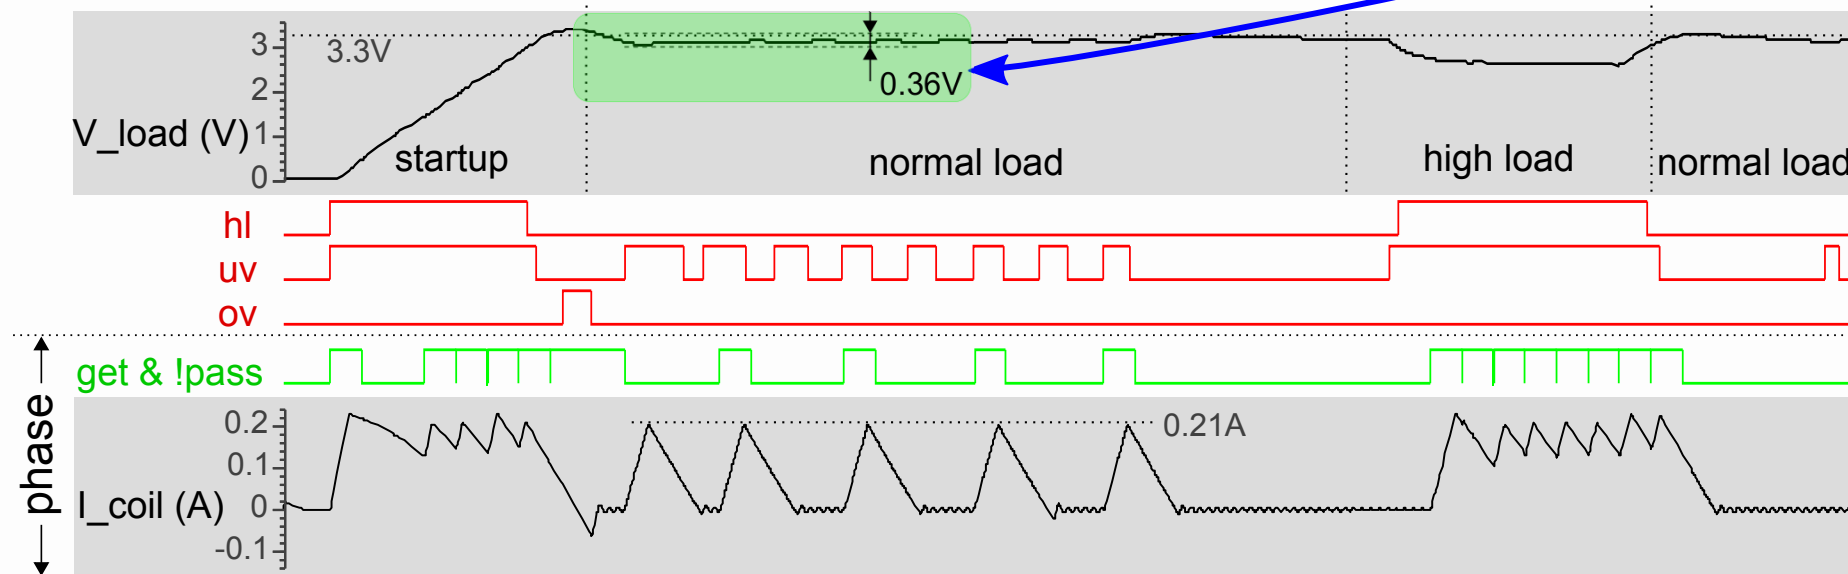 3
3.3V
2
0.36V
V_load (V)
1
startup
normal load
high load
normal load
0
hl
uv
ov
get & !pass
phase
0.2
0.21A
0.1
I_coil (A)
0
-0.1